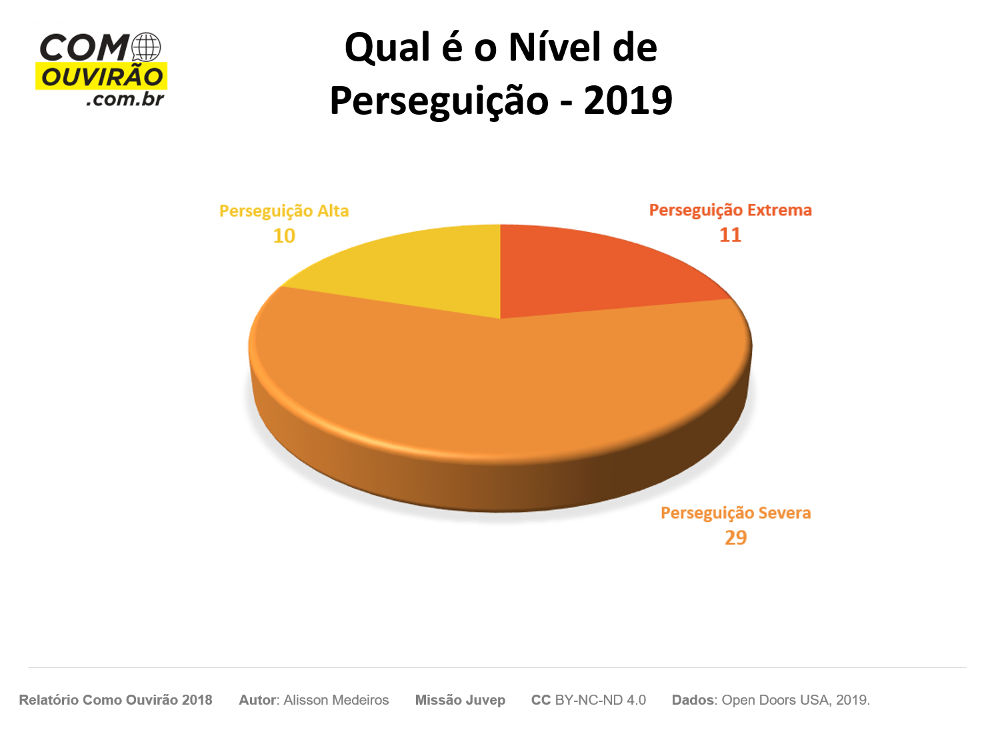 COMO
OUVIRÃO
.com.br
Qual é o Nível de
Perseguição - 2019
Perseguição Alta
10
Perseguição Extrema
11
Perseguição Severa
29
Relatório Como Ouvirão 2018 Autor: Alisson Medeiros Missão Juvep CC BY-NC-ND 4.0 Dados: Open Doors USA, 2019.